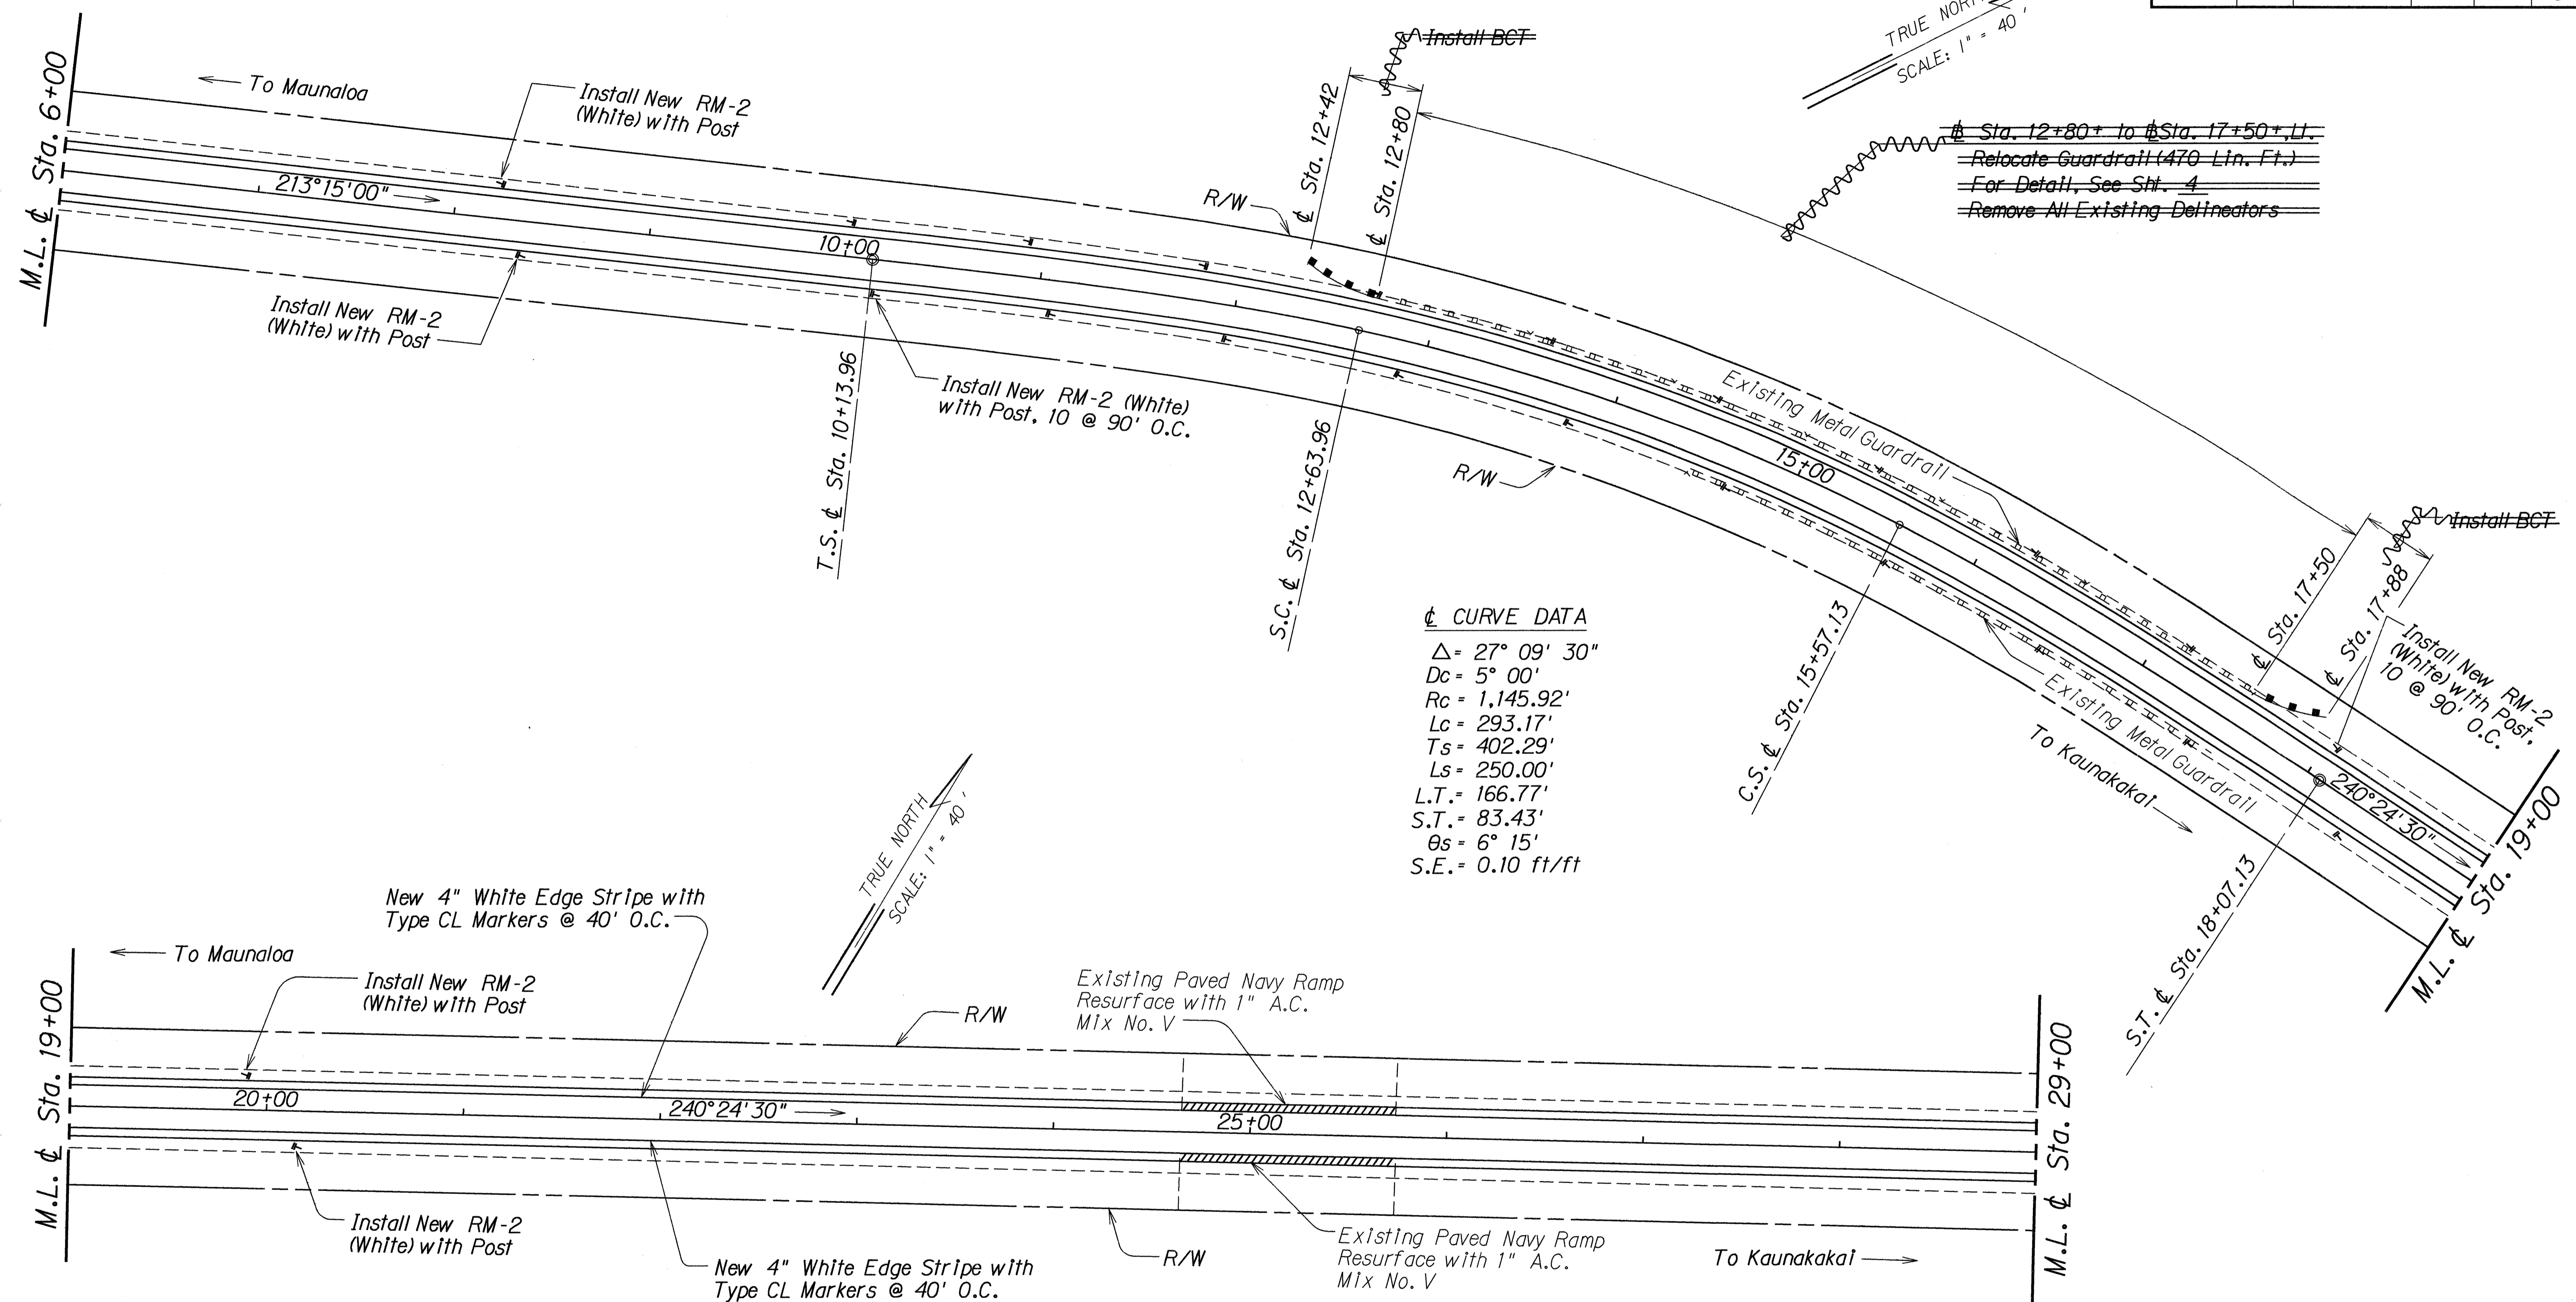 TRUE NORTH
SCALE: 1" = 40'
Install BCT
℄ Sta. 12+42
℄ Sta. 12+80
M.L. ℄ Sta. 6+00
To Maunaloa
Install New RM-2
(White) with Post
213°15'00"
10+00
R/W
Install New RM-2
(White) with Post
T.S. ℄ Sta. 10+13.96
Install New RM-2 (White)
with Post, 10 @ 90' O.C.
S.C. ℄ Sta. 12+63.96
Sta. 12+80± to ℄ Sta. 17+50±, Lt.
Relocate Guardrail (470 Lin. Ft.)
For Detail, See Sht. 4
Remove All Existing Delineators
Existing Metal Guardrail
15+00
R/W
Install BCT
℄ Sta. 17+50
℄ Sta. 17+88
Install New RM-2
(White) with Post,
10 @ 90' O.C.
C.S. ℄ Sta. 15+57.13
Existing Metal Guardrail
To Kaunakakai
240°24'30"
M.L. ℄ Sta. 19+00
S.T. ℄ Sta. 18+07.13
℄ CURVE DATA
Δ= 27° 09' 30"
Dc = 5° 00'
Rc = 1,145.92'
Lc = 293.17'
Ts = 402.29'
Ls = 250.00'
L.T.= 166.77'
S.T.= 83.43'
θs = 6° 15'
S.E.= 0.10 ft/ft
TRUE NORTH
SCALE: 1" = 40'
M.L. ℄ Sta. 19+00
To Maunaloa
New 4" White Edge Stripe with
Type CL Markers @ 40' O.C.
Install New RM-2
(White) with Post
R/W
Existing Paved Navy Ramp
Resurface with 1" A.C.
Mix No. V
20+00
240°24'30"
25+00
M.L. ℄ Sta. 29+00
Install New RM-2
(White) with Post
New 4" White Edge Stripe with
Type CL Markers @ 40' O.C.
R/W
Existing Paved Navy Ramp
Resurface with 1" A.C.
Mix No. V
To Kaunakakai